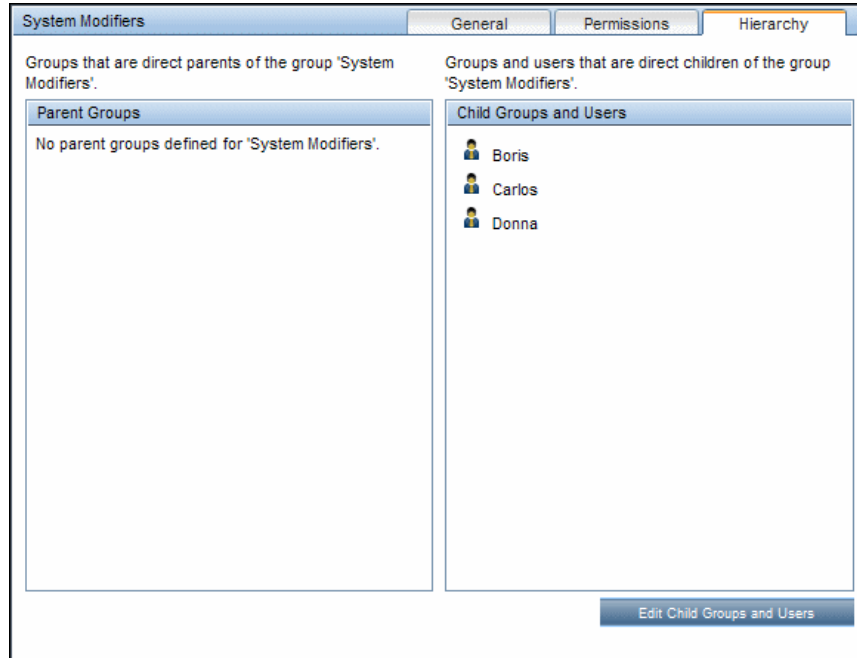 System Modifiers
General
Permissions
Hierarchy
Groups that are direct parents of the group 'System
Modifiers'.
Parent Groups
No parent groups defined for 'System Modifiers'.
Groups and users that are direct children of the group
'System Modifiers'.
Child Groups and Users
Boris
Carlos
Donna
Edit Child Groups and Users